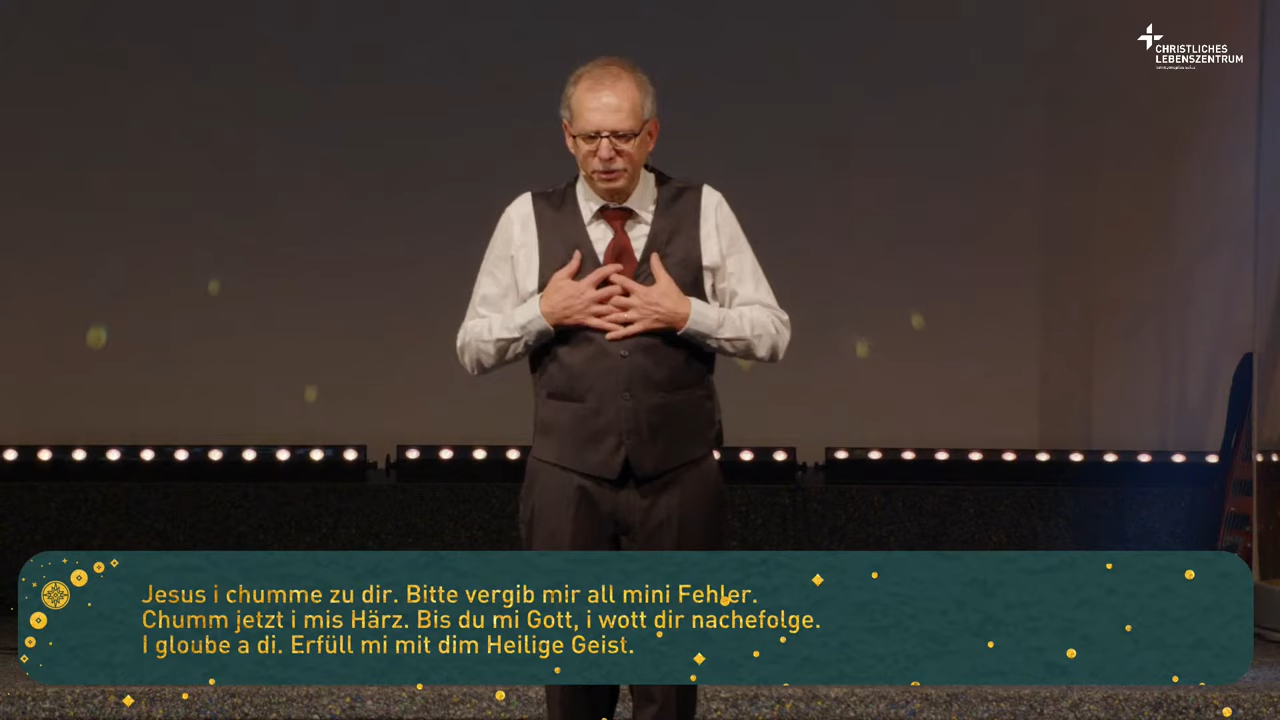 CHRISTLICHES
LEBENSZENTRUM
Jesus i chumme zu dir. Bitte vergib mir all mini Fehler.
Chumm jetzt i mis Härz. Bis du mi Gott, i wott dir nachefolge.
I gloube a di. Erfüll mi mit dim Heilige Geist.